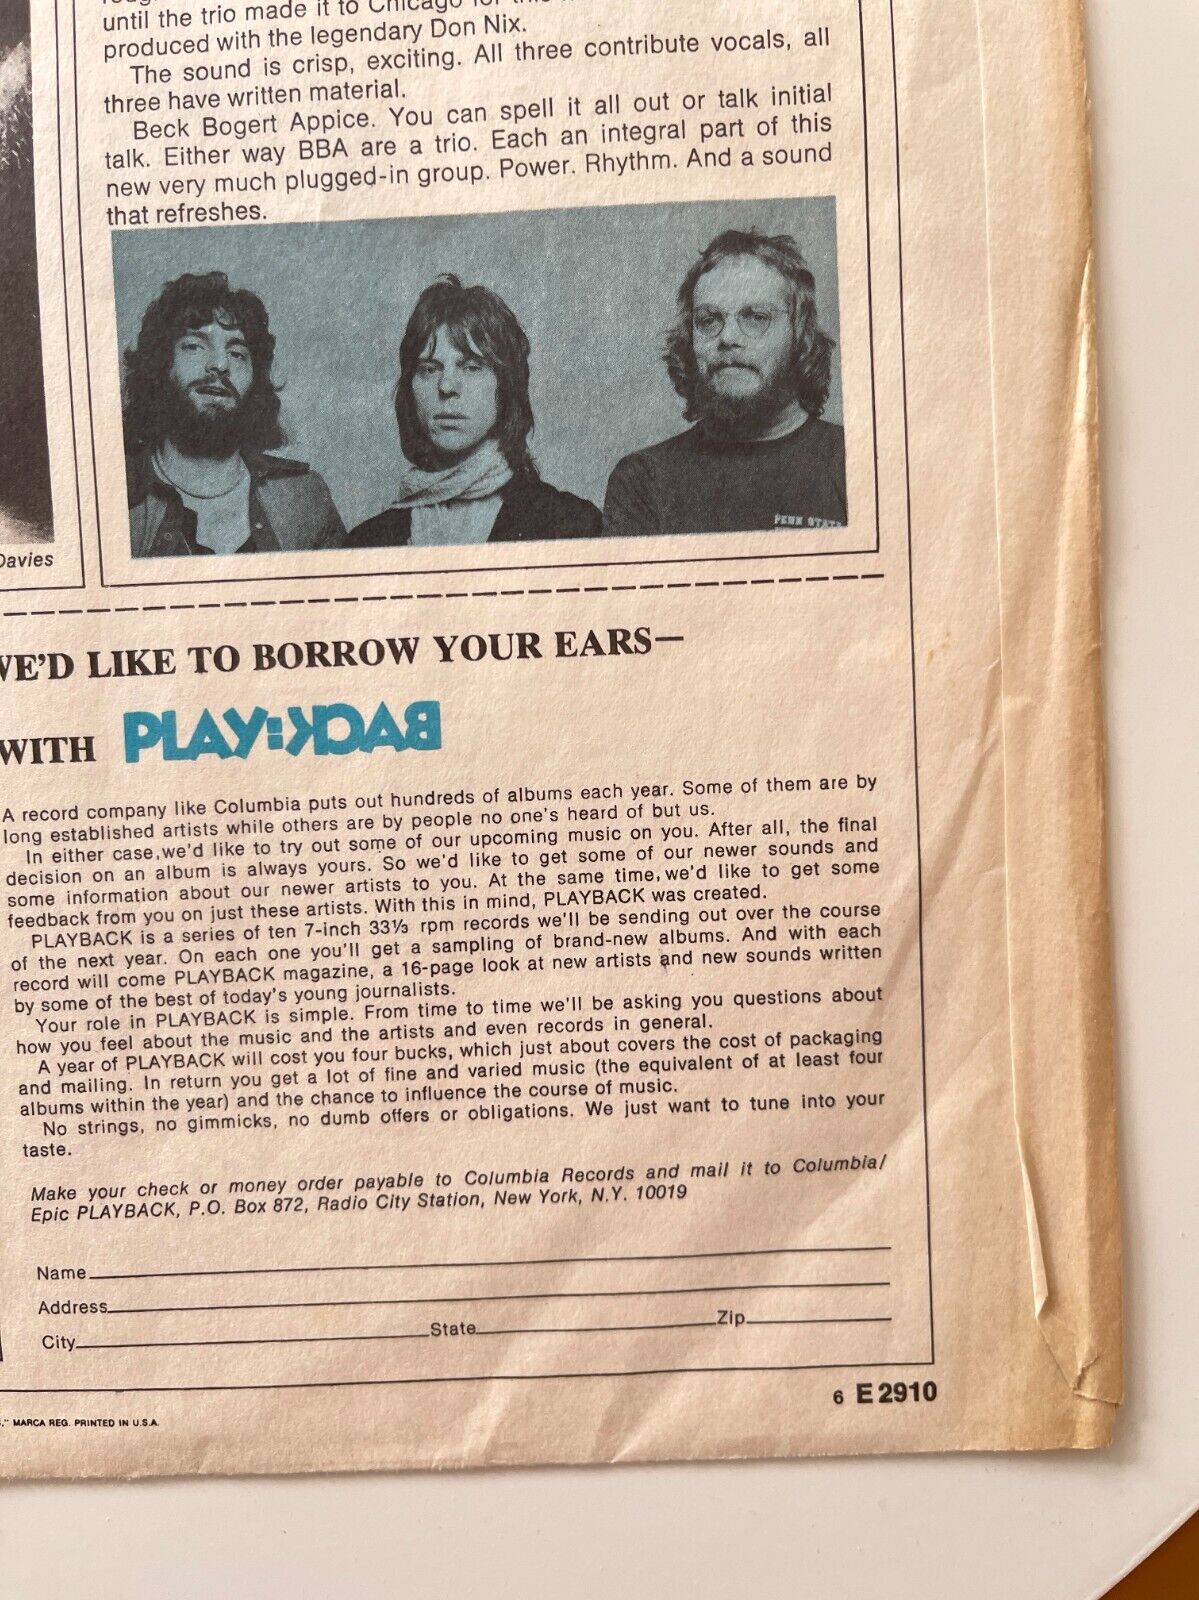 until the trio made it to Chicago for this
produced with the legendary Don Nix.
The sound is crisp, exciting. All three contribute vocals, all
three have written material.
Beck Bogert Appice. You can spell it all out or talk initial
talk. Either way BBA are a trio. Each an integral part of this
new very much plugged-in group. Power. Rhythm. And a sound
that refreshes.
PENN STATE
Davies
WE'D LIKE TO BORROW YOUR EARS—
WITH PLAY:BACK
A record company like Columbia puts out hundreds of albums each year. Some of them are by
long established artists while others are by people no one's heard of but us.
In either case, we'd like to try out some of our upcoming music on you. After all, the final
decision on an album is always yours. So we'd like to get some of our newer sounds and
some information about our newer artists to you. At the same time, we'd like to get some
feedback from you on just these artists. With this in mind, PLAYBACK was created.
PLAYBACK is a series of ten 7-inch 33⅓ rpm records we'll be sending out over the course
of the next year. On each one you'll get a sampling of brand-new albums. And with each
record will come PLAYBACK magazine, a 16-page look at new artists and new sounds written
by some of the best of today's young journalists.
Your role in PLAYBACK is simple. From time to time we'll be asking you questions about
how you feel about the music and the artists and even records in general.
A year of PLAYBACK will cost you four bucks, which just about covers the cost of packaging
and mailing. In return you get a lot of fine and varied music (the equivalent of at least four
albums within the year) and the chance to influence the course of music.
No strings, no gimmicks, no dumb offers or obligations. We just want to tune into your
taste.
Make your check or money order payable to Columbia Records and mail it to Columbia/
Epic PLAYBACK, P.O. Box 872, Radio City Station, New York, N.Y. 10019
Name
Address
City State Zip
6 E 2910
." MARCA REG. PRINTED IN U.S.A.